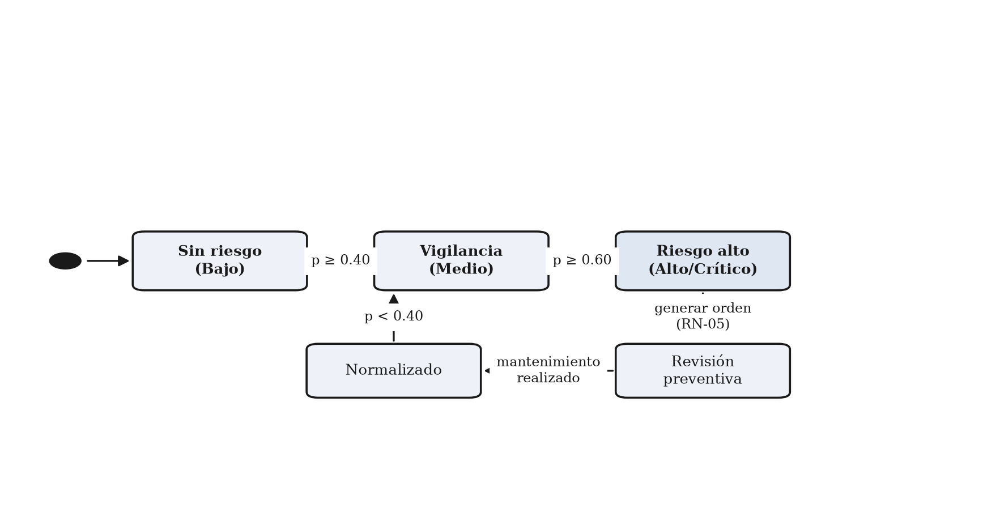 Sin riesgo
(Bajo)
p ≥ 0.40
Vigilancia
(Medio)
p ≥ 0.60
Riesgo alto
(Alto/Crítico)
p < 0.40
generar orden
(RN-05)
Normalizado
mantenimiento
realizado
Revisión
preventiva